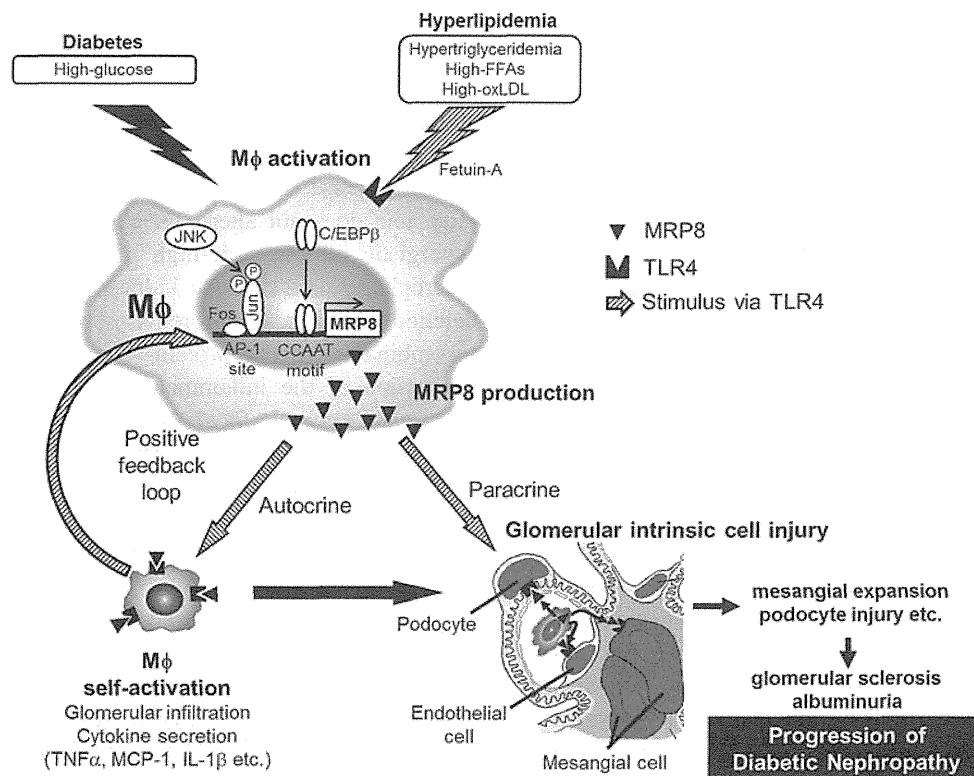 Diabetes
High-glucose
Hyperlipidemia
Hypertriglyceridemia
High-FFAs
High-oxLDL
Mϕ activation
Fetuin-A
JNK
C/EBPβ
P
P
Jun
Fos
MRP8
AP-1
site
CCAAT
motif
Mϕ
MRP8
TLR4
Stimulus via TLR4
MRP8 production
Positive
feedback
loop
Autocrine
Paracrine
Glomerular intrinsic cell injury
Podocyte
Endothelial
cell
Mesangial cell
mesangial expansion
podocyte injury etc.
glomerular sclerosis
albuminuria
Progression of
Diabetic Nephropathy
Mϕ
self-activation
Glomerular infiltration
Cytokine secretion
(TNFα, MCP-1, IL-1β etc.)